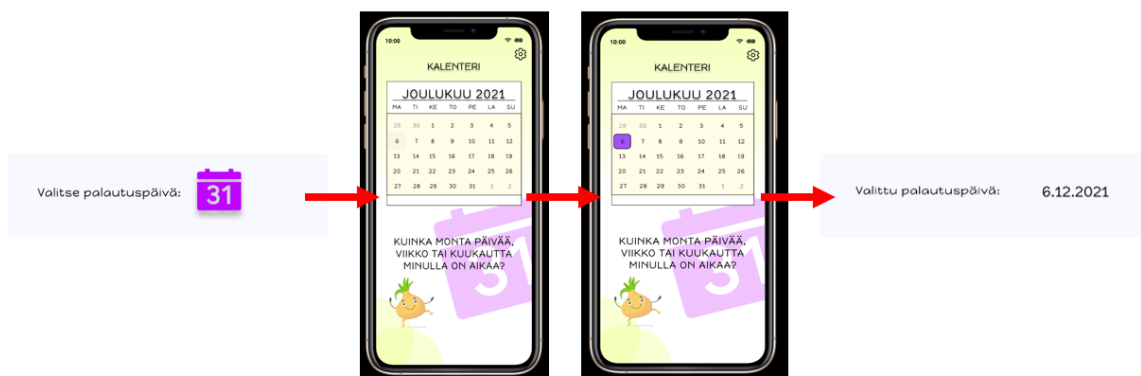 Valitse palautuspäivä:
31
10:00
KALENTERI
JOULUKUU 2021
MA TI KE TO PE LA SU
29 30 1 2 3 4 5
6 7 8 9 10 11 12
13 14 15 16 17 18 19
20 21 22 23 24 25 26
27 28 29 30 31 1 2
31
KUINKA MONTA PÄIVÄÄ,
VIIKKO TAI KUUKAUTTA
MINULLA ON AIKAA?
10:00
KALENTERI
JOULUKUU 2021
MA TI KE TO PE LA SU
29 30 1 2 3 4 5
6 7 8 9 10 11 12
13 14 15 16 17 18 19
20 21 22 23 24 25 26
27 28 29 30 31 1 2
31
KUINKA MONTA PÄIVÄÄ,
VIIKKO TAI KUUKAUTTA
MINULLA ON AIKAA?
Valittu palautuspäivä: 6.12.2021